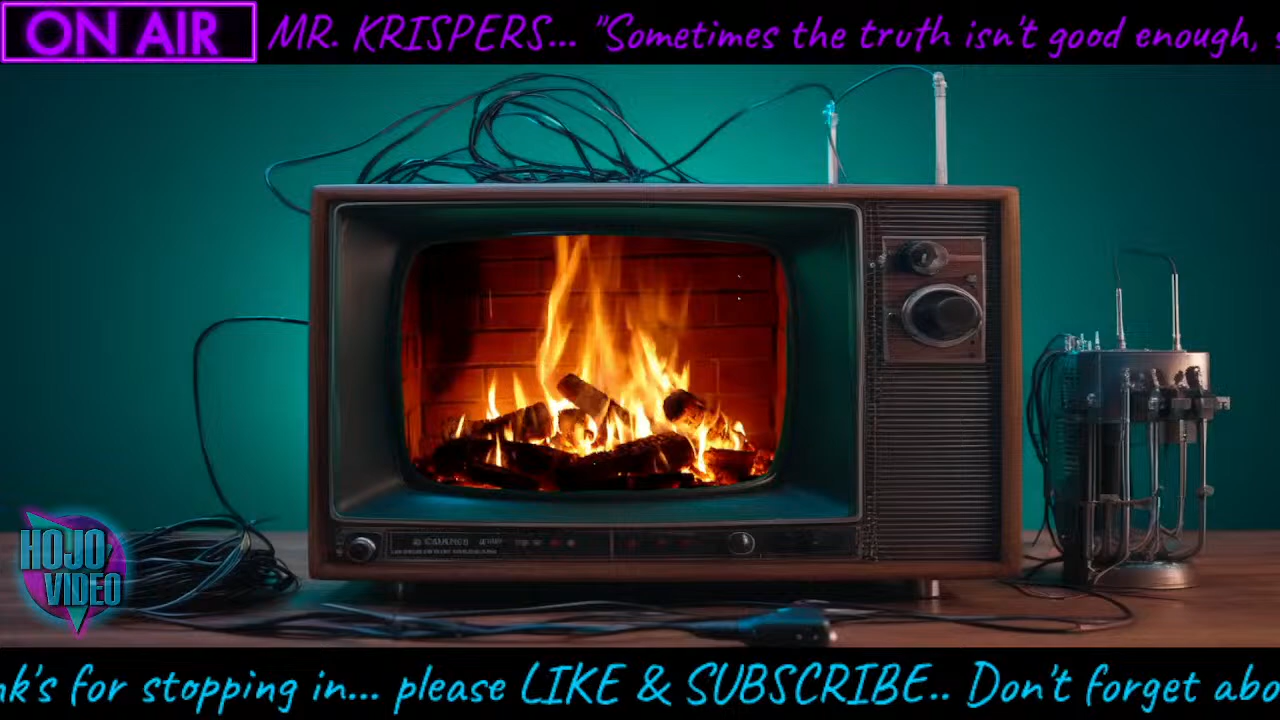 ON AIR
MR. KRISPERS... "Sometimes the truth isn't good enough,
HOJO
VIDEO
nk's for stopping in... please LIKE & SUBSCRIBE.. Don't forget abo